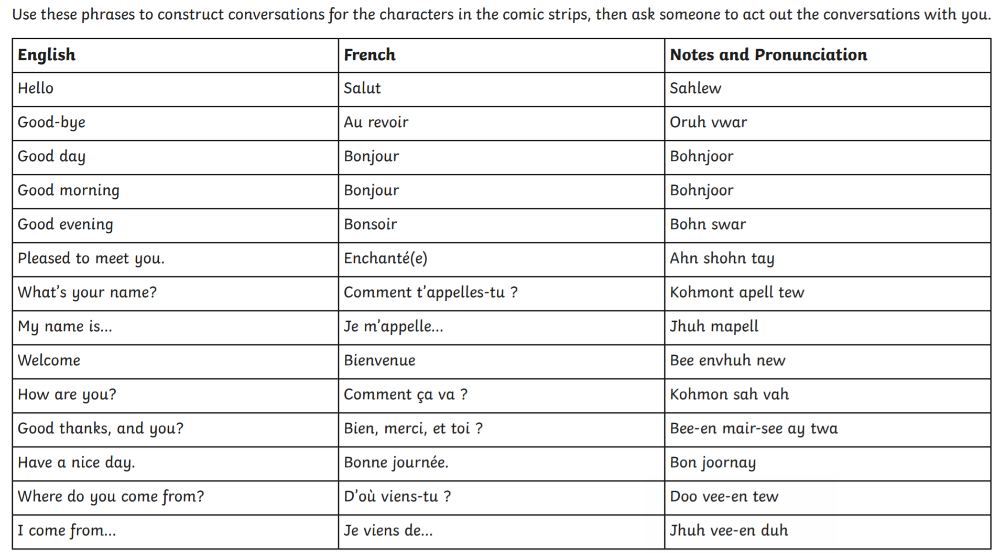 Use these phrases to construct conversations for the characters in the comic strips, then ask someone to act out the conversations with you.
English French Notes and Pronunciation
Hello Salut Sahlew
Good-bye Au revoir Oruh vwar
Good day Bonjour Bohnjoor
Good morning Bonjour Bohnjoor
Good evening Bonsoir Bohn swar
Pleased to meet you. Enchanté(e) Ahn shohn tay
What's your name? Comment t'appelles-tu ? Kohmont apell tew
My name is... Je m'appelle... Jhuh mapell
Welcome Bienvenue Bee envhuh new
How are you? Comment ça va ? Kohmon sah vah
Good thanks, and you? Bien, merci, et toi ? Bee-en mair-see ay twa
Have a nice day. Bonne journée. Bon joornay
Where do you come from? D'où viens-tu ? Doo vee-en tew
I come from... Je viens de... Jhuh vee-en duh